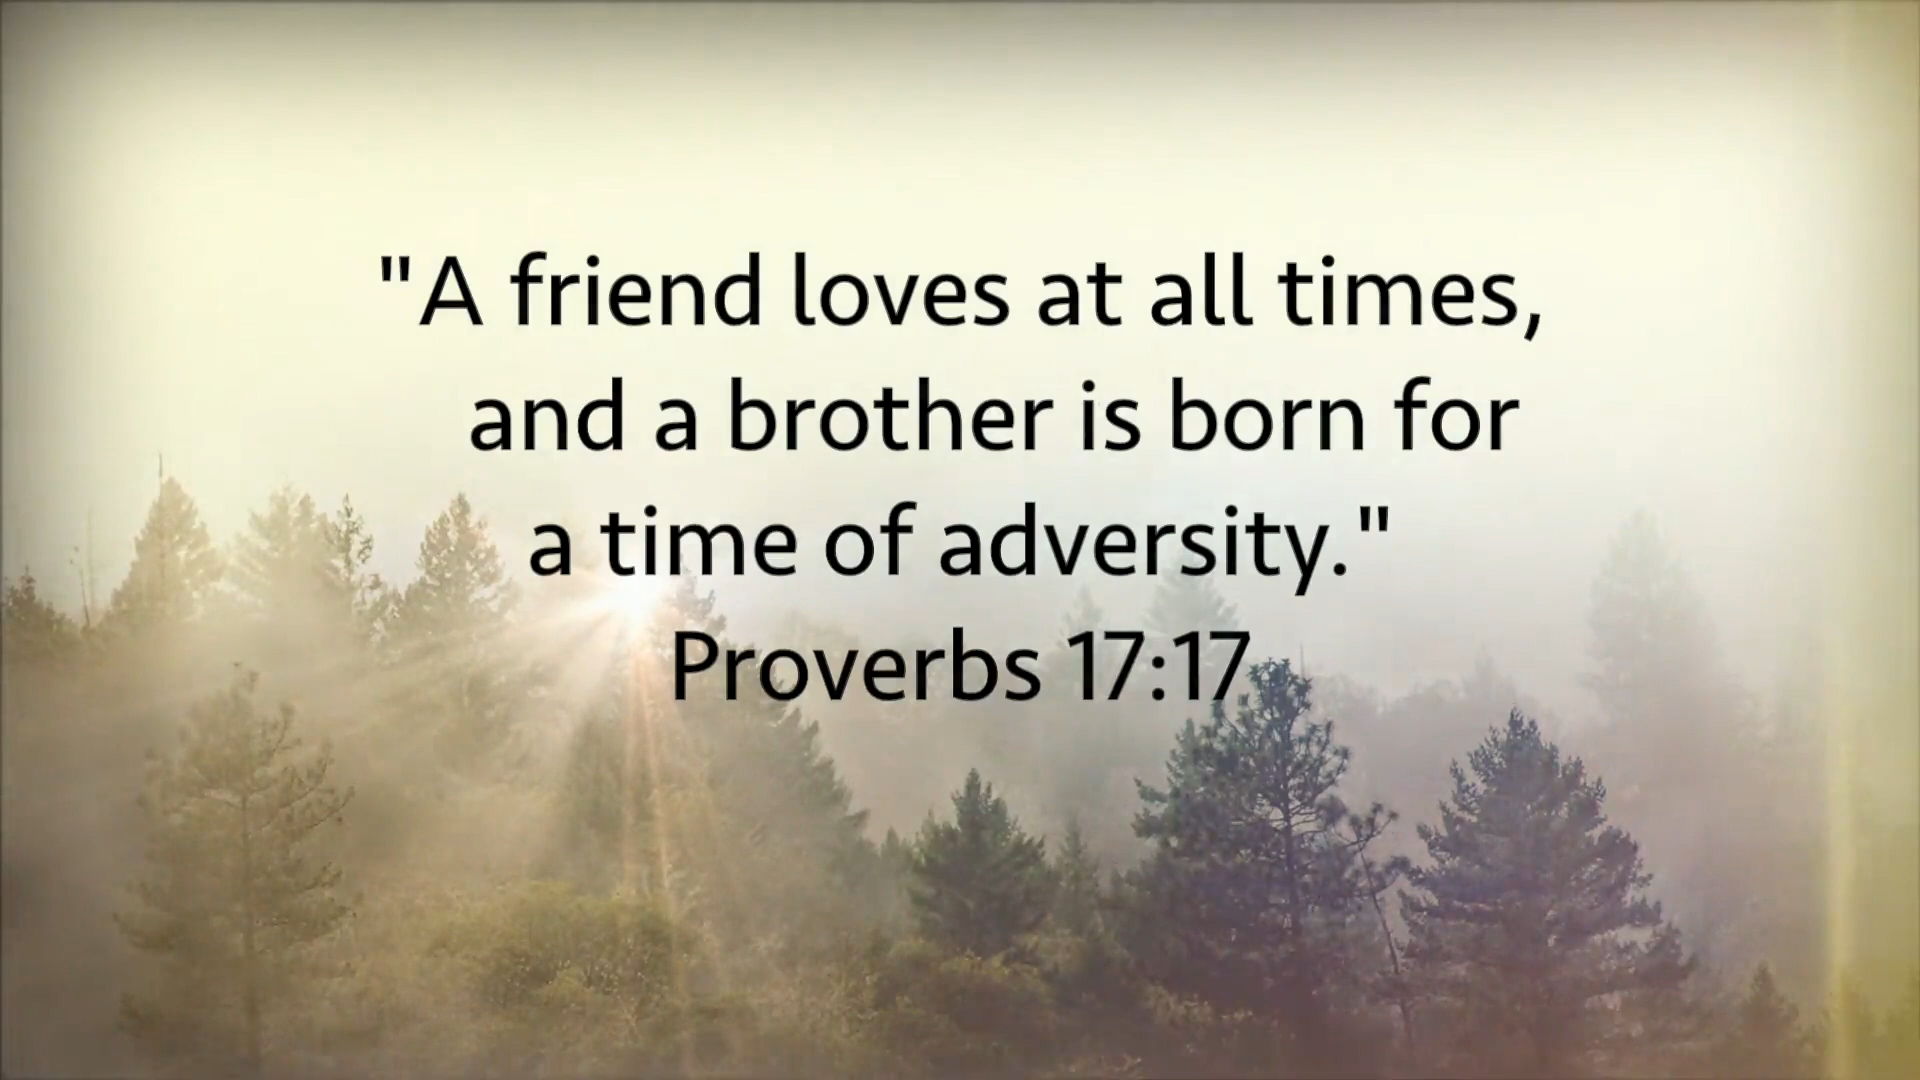 "A friend loves at all times,
and a brother is born for
a time of adversity."
Proverbs 17:17